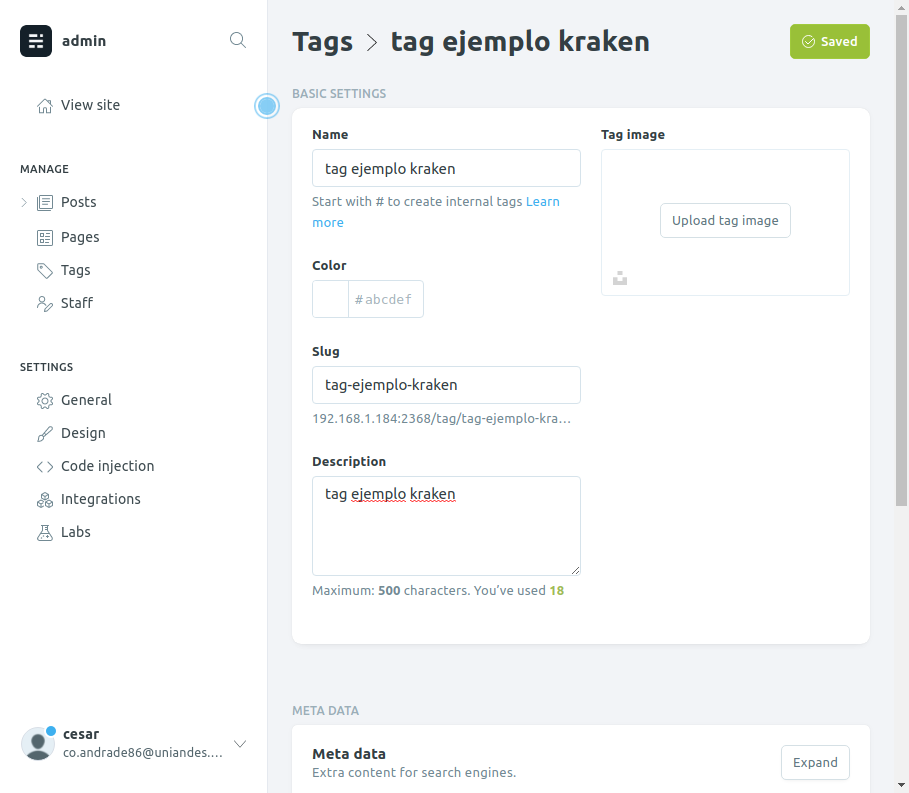 admin
View site
MANAGE
Posts
Pages
Tags
Staff
SETTINGS
General
Design
Code injection
Integrations
Labs
cesar
co.andrade86@uniandes....
Tags > tag ejemplo kraken
Saved
BASIC SETTINGS
Name
tag ejemplo kraken
Start with # to create internal tags Learn
more
Color
#abcdef
Slug
tag-ejemplo-kraken
192.168.1.184:2368/tag/tag-ejemplo-kra...
Description
tag ejemplo kraken
Maximum: 500 characters. You’ve used 18
Tag image
Upload tag image
META DATA
Meta data
Extra content for search engines.
Expand